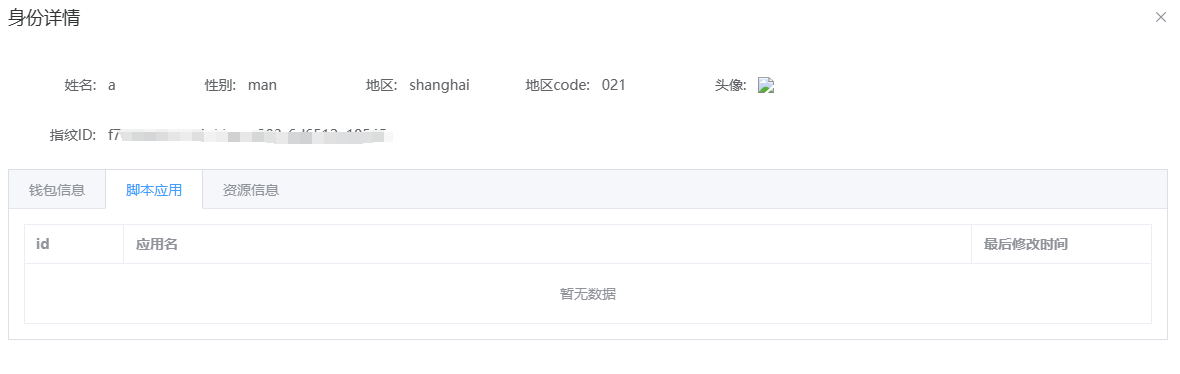 身份详情
姓名: a 性别: man 地区: shanghai 地区code: 021 头像:
指纹ID: f7
钱包信息 脚本应用 资源信息
id 应用名 最后修改时间
暂无数据